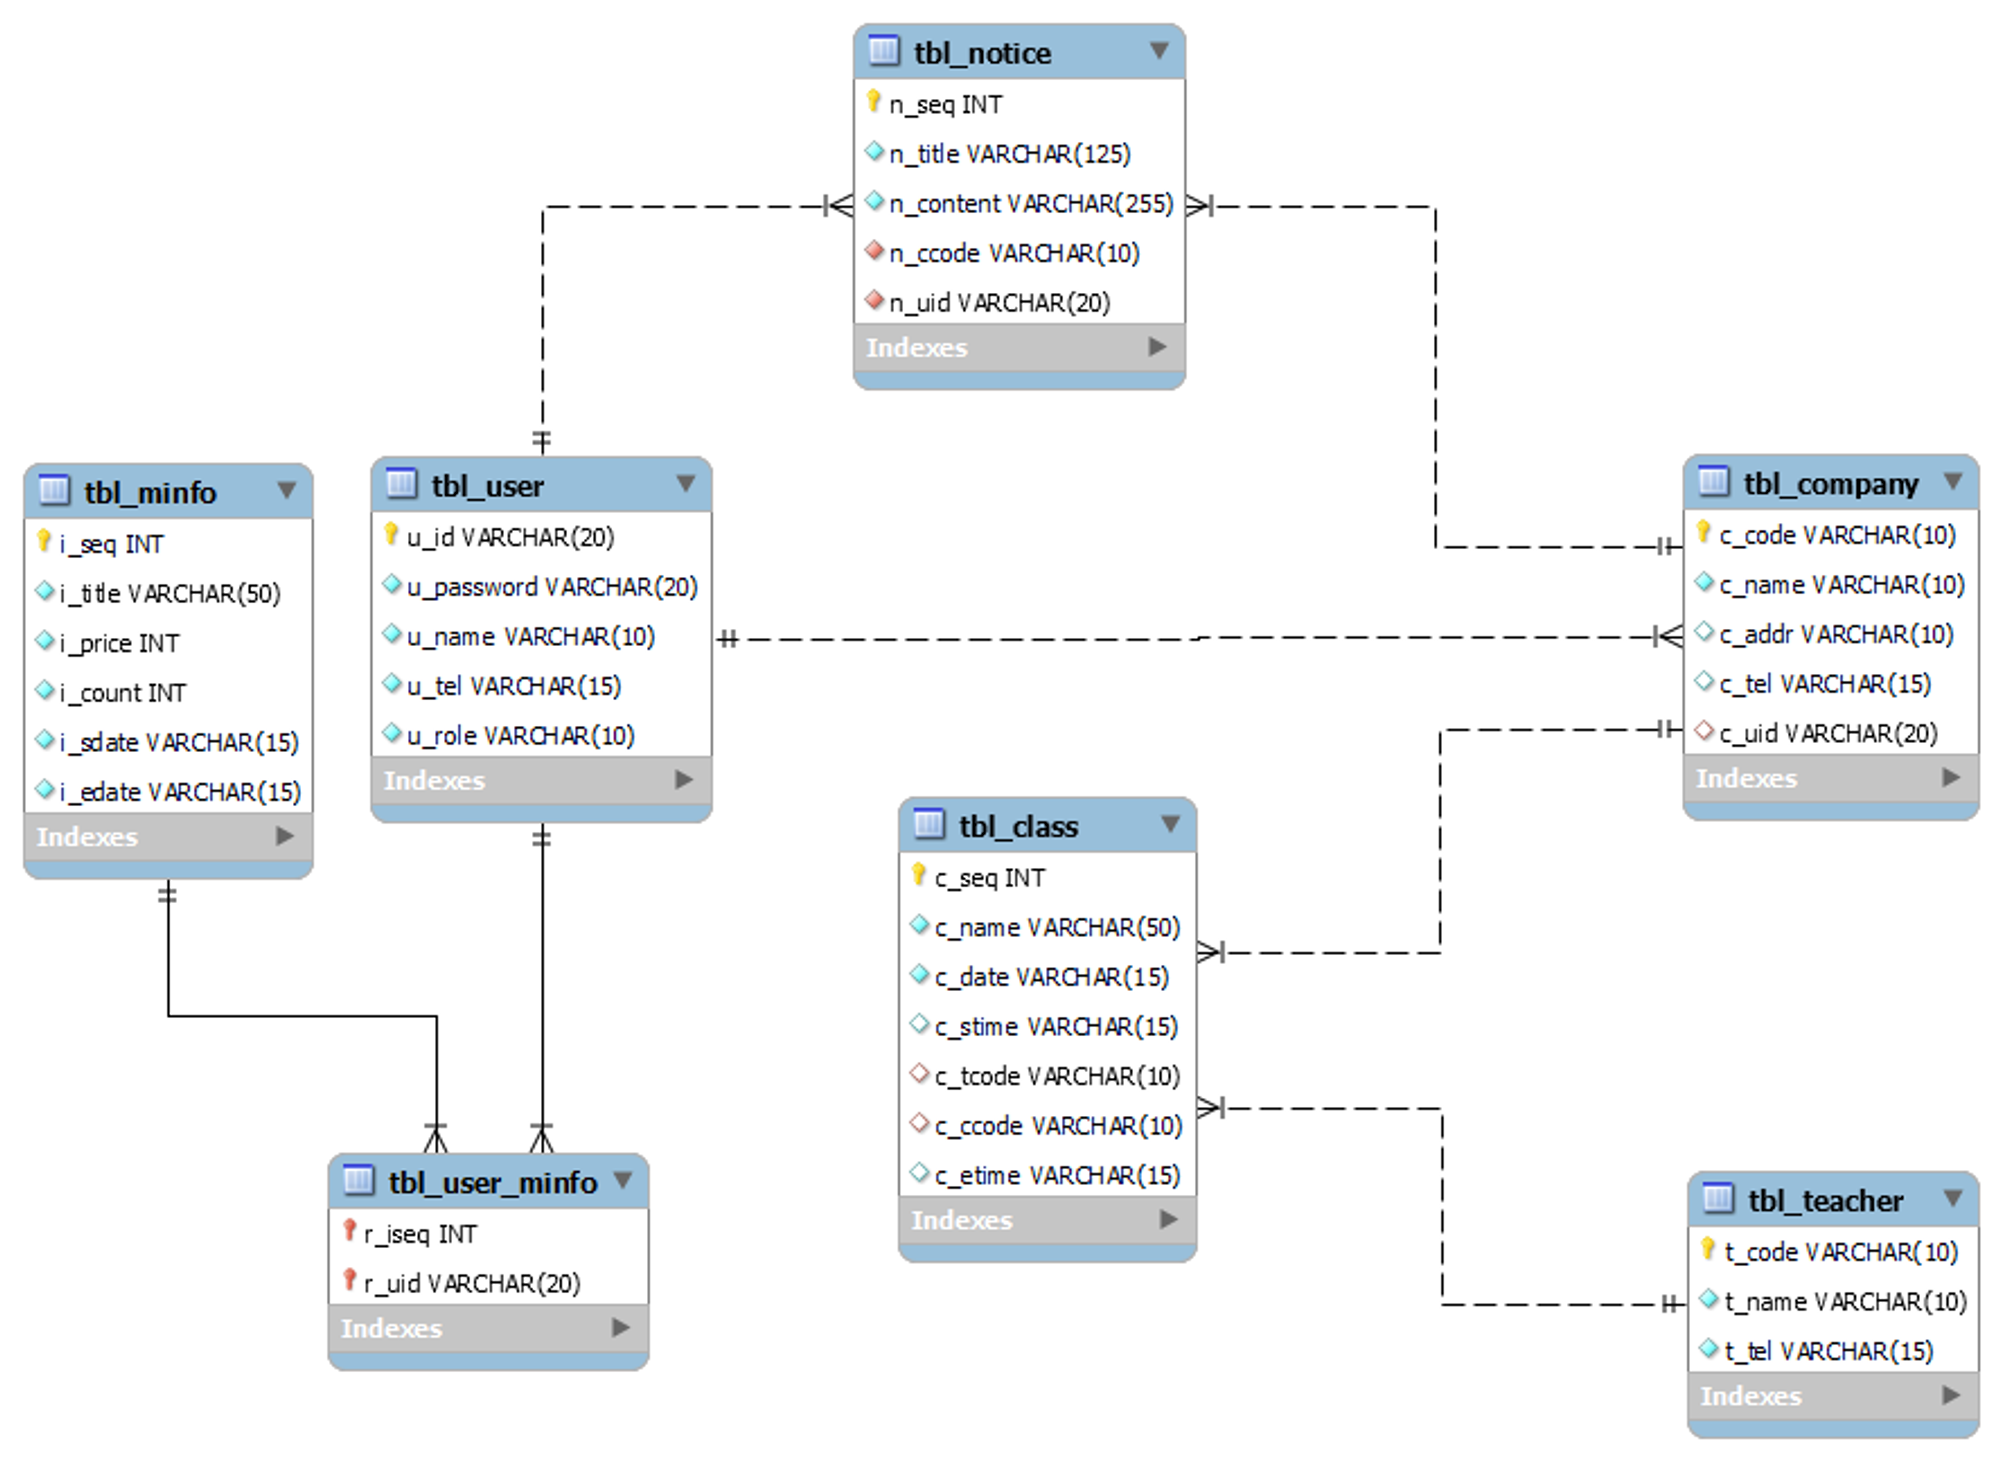 tbl_notice
n_seq INT
n_title VARCHAR(125)
n_content VARCHAR(255)
n_ccode VARCHAR(10)
n_uid VARCHAR(20)
Indexes
tbl_minfo
i_seq INT
i_title VARCHAR(50)
i_price INT
i_count INT
i_sdate VARCHAR(15)
i_edate VARCHAR(15)
Indexes
tbl_user
u_id VARCHAR(20)
u_password VARCHAR(20)
u_name VARCHAR(10)
u_tel VARCHAR(15)
u_role VARCHAR(10)
Indexes
tbl_company
c_code VARCHAR(10)
c_name VARCHAR(10)
c_addr VARCHAR(10)
c_tel VARCHAR(15)
c_uid VARCHAR(20)
Indexes
tbl_class
c_seq INT
c_name VARCHAR(50)
c_date VARCHAR(15)
c_stime VARCHAR(15)
c_tcode VARCHAR(10)
c_ccode VARCHAR(10)
c_etime VARCHAR(15)
Indexes
tbl_user_minfo
r_iseq INT
r_uid VARCHAR(20)
Indexes
tbl_teacher
t_code VARCHAR(10)
t_name VARCHAR(10)
t_tel VARCHAR(15)
Indexes